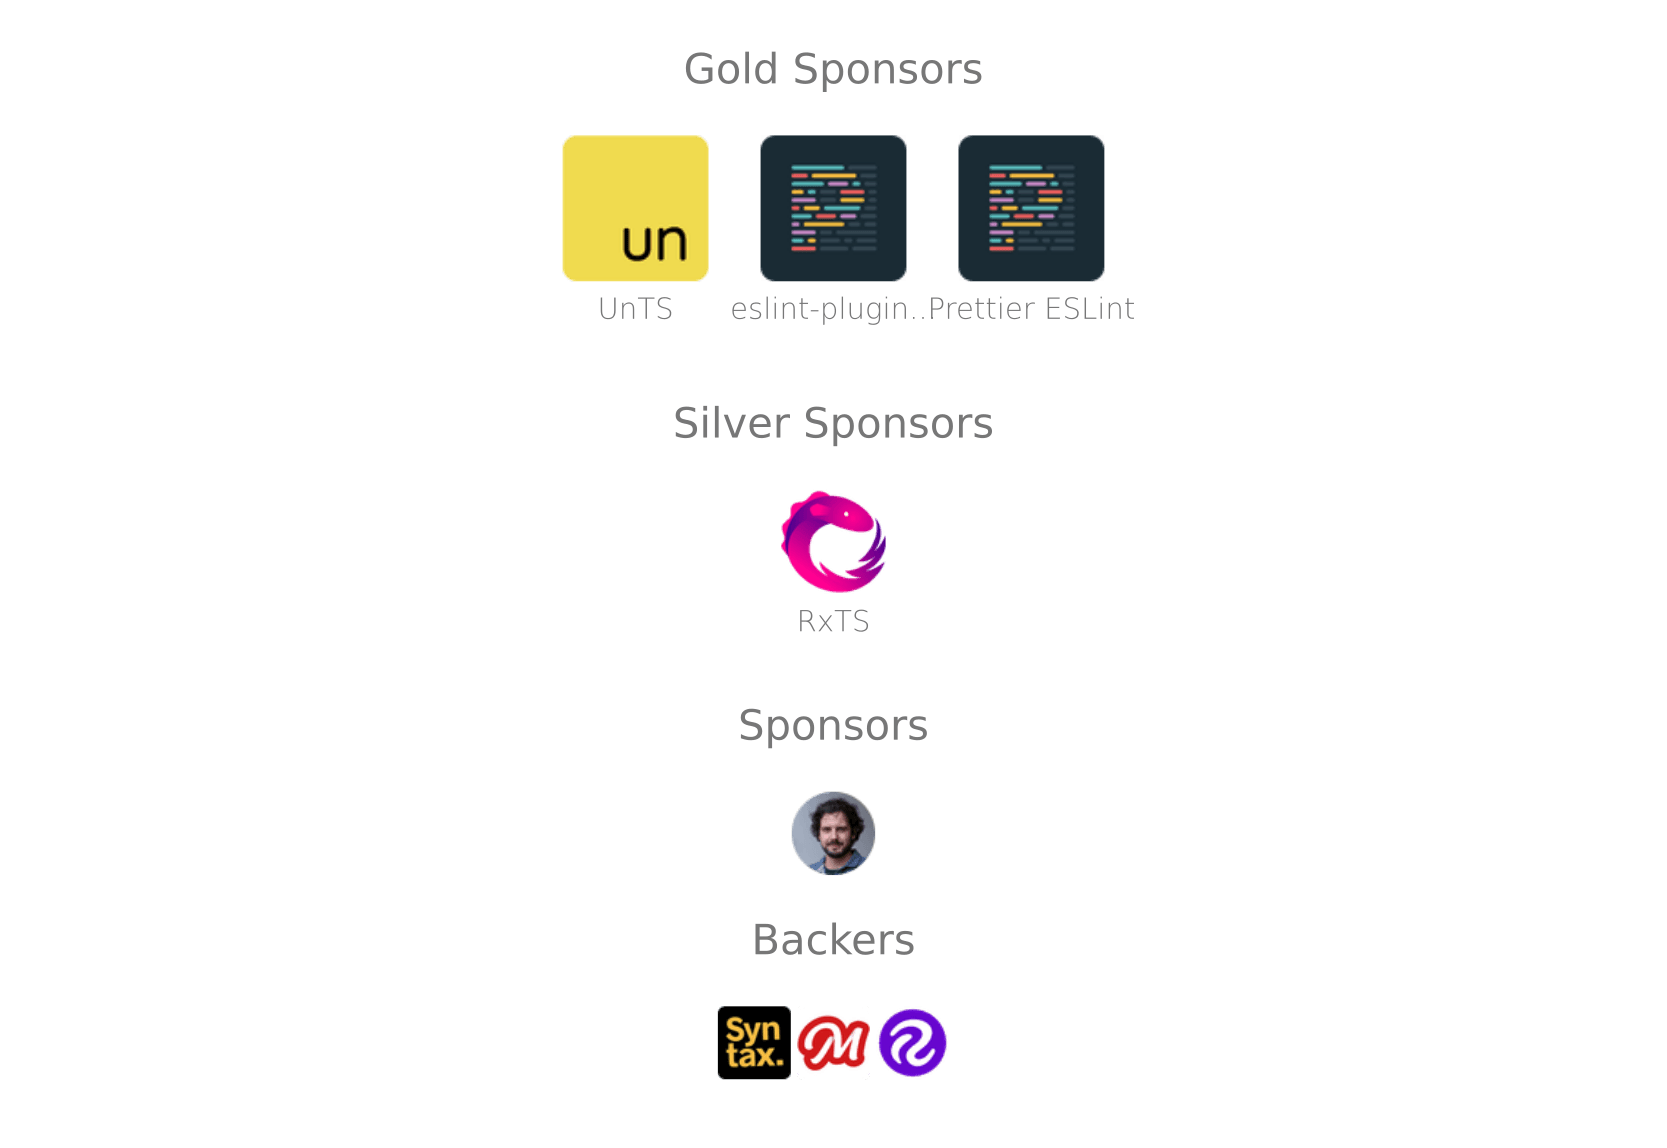 Gold Sponsors
un
UnTS
eslint-plugin...
Prettier ESLint
Silver Sponsors
RxTS
Sponsors
Backers
Syn
tax.
M